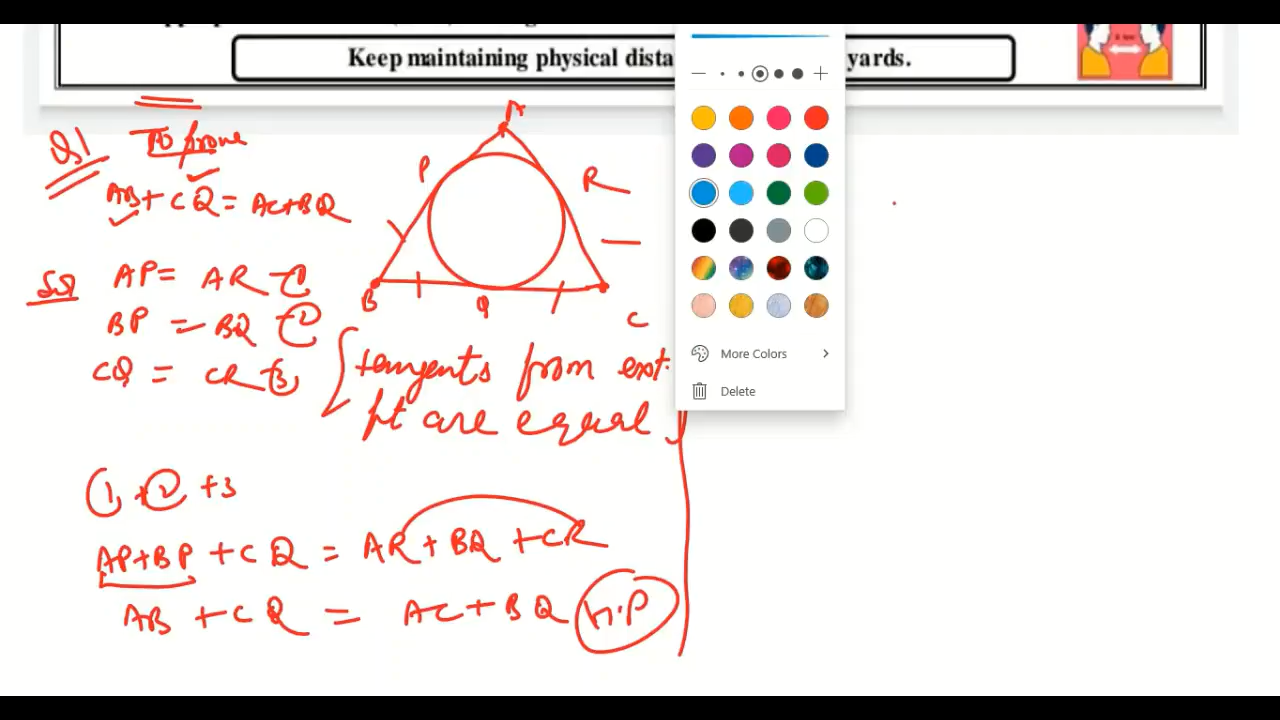 Keep maintaining physical dista yards.
Q1 To prove
AB + CQ = AC + BQ
A
P
R
B
Q
C
Sol AP = AR - 1
BP = BQ - 2
CQ = CR - 3
[tangents from ext.
pt are equal]
1 + 2 + 3
AP + BP + CQ = AR + BQ + CR
AB + CQ = AC + BQ H.P
More Colors
Delete